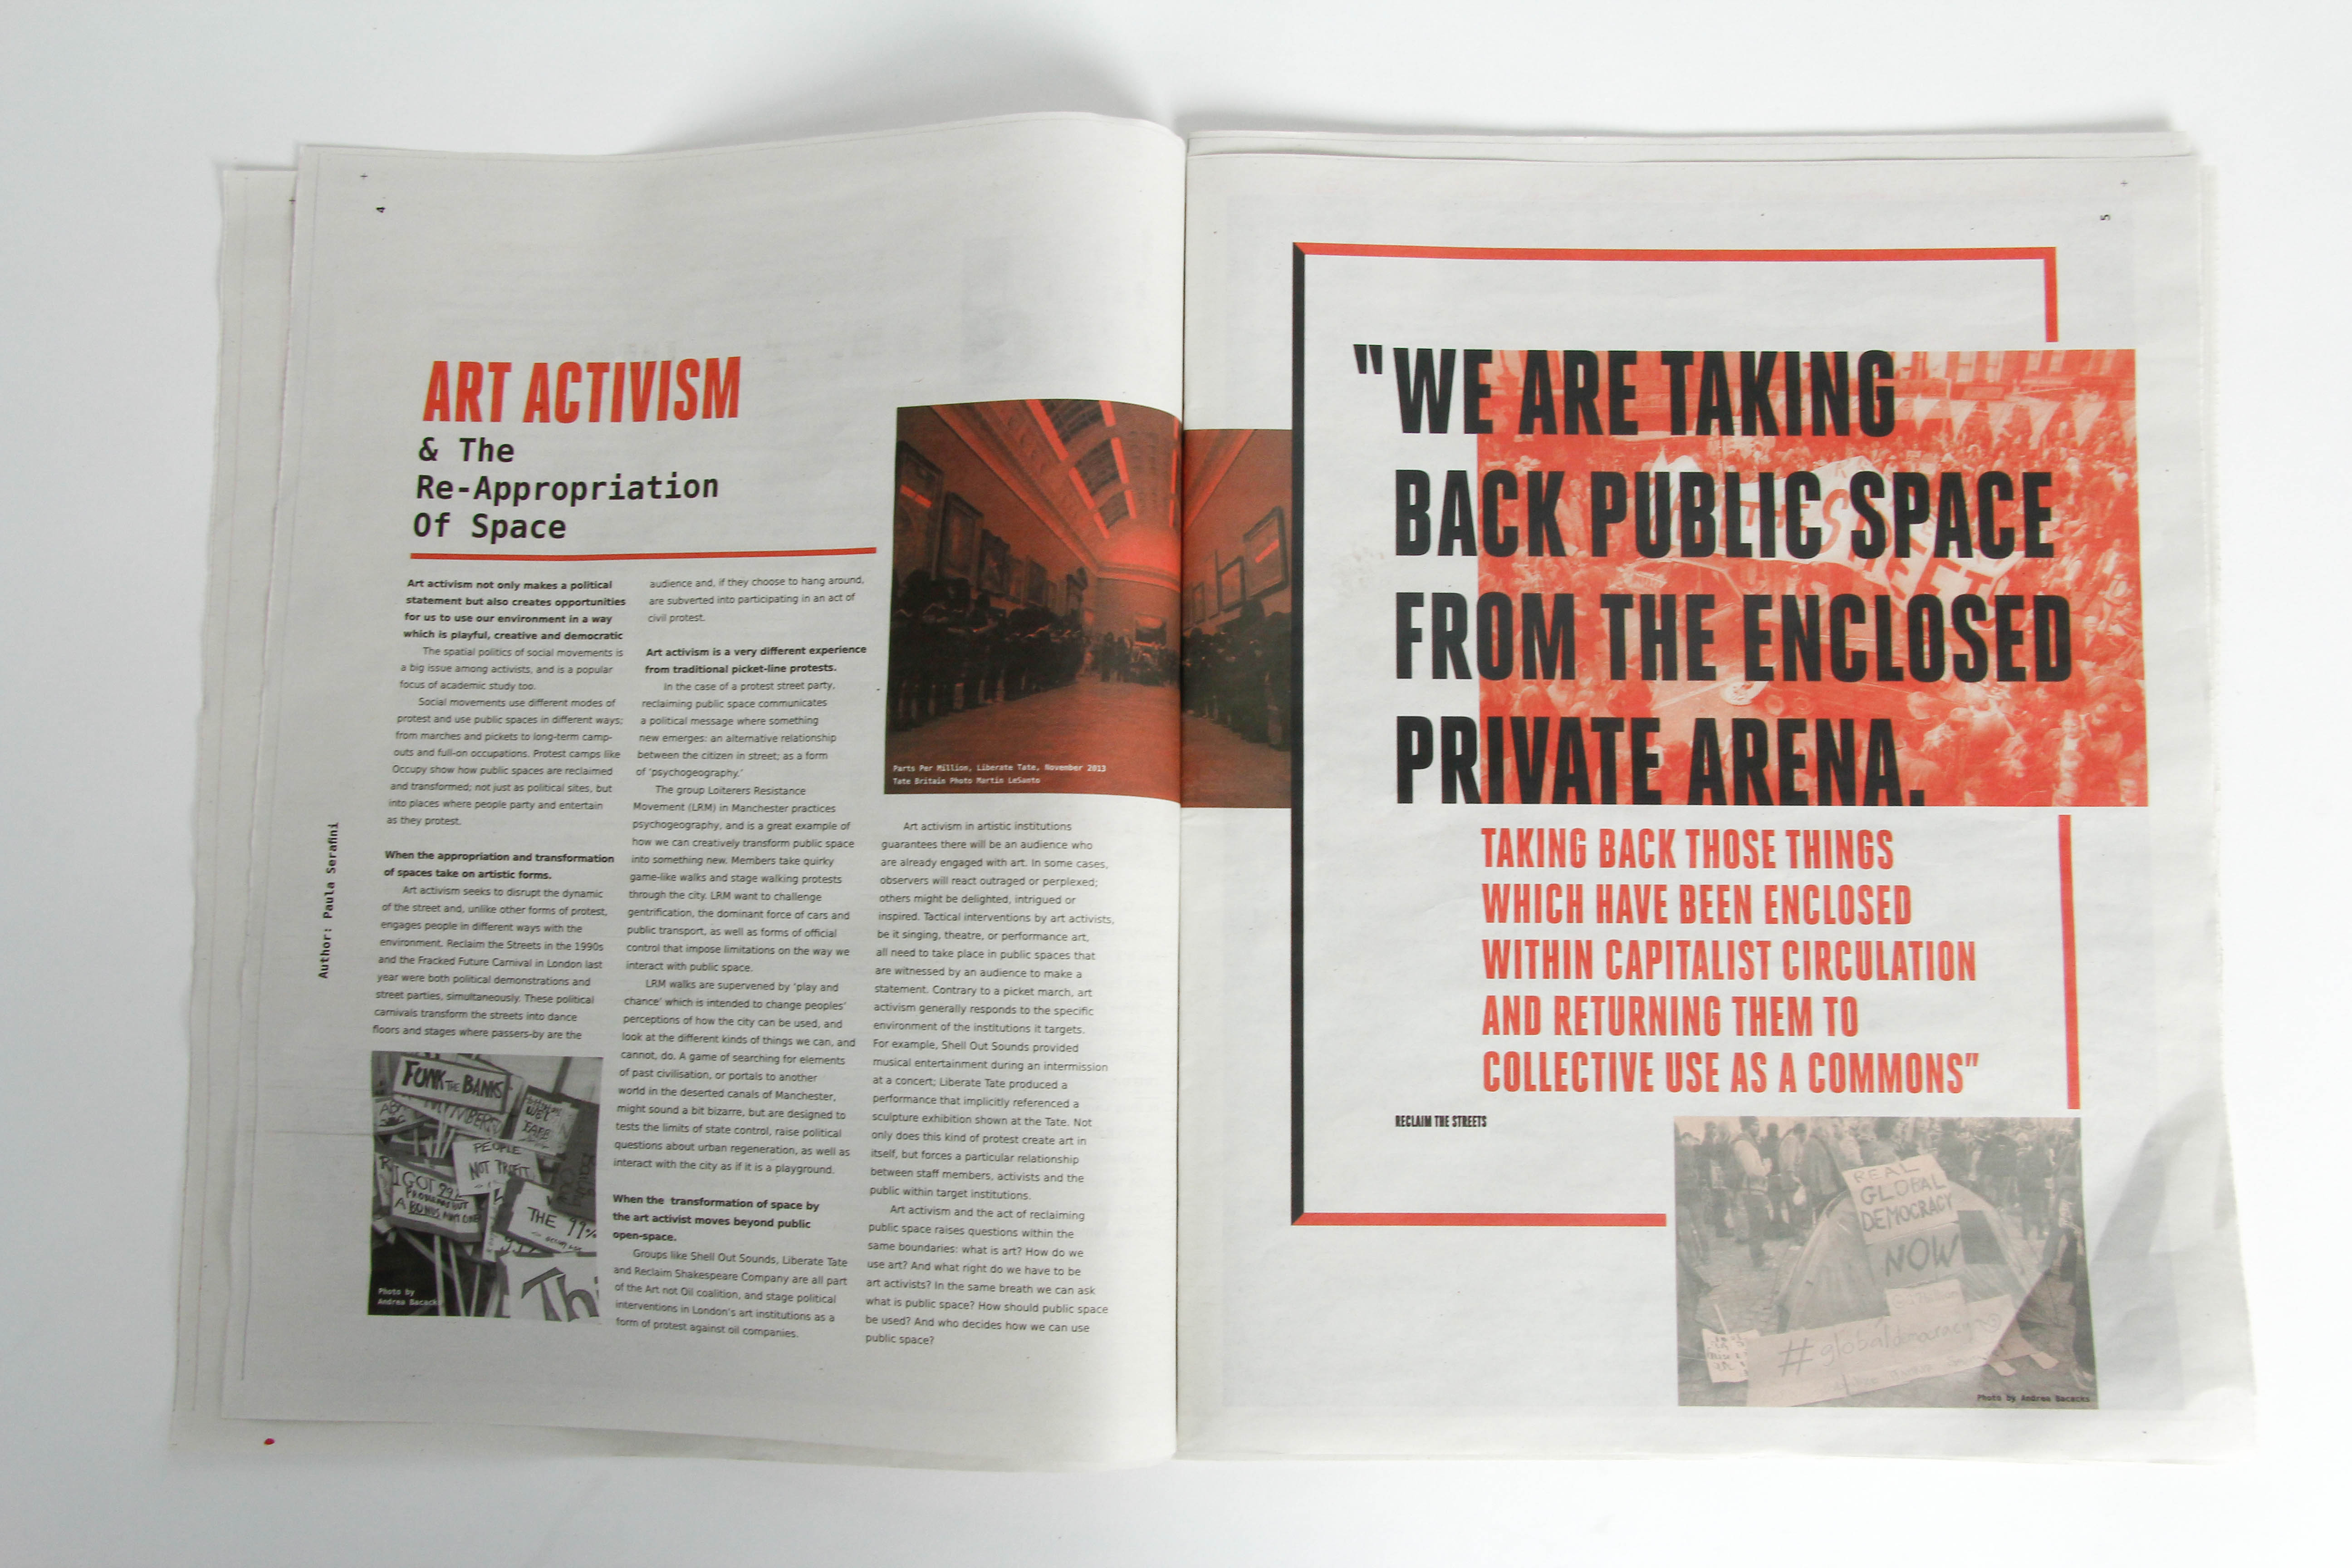 4
ART ACTIVISM
& The
Re-Appropriation
Of Space
Author: Paula Serafini
Art activism not only makes a political
statement but also creates opportunities
for us to use our environment in a way
which is playful, creative and democratic
The spatial politics of social movements is
a big issue among activists, and is a popular
focus of academic study too.
Social movements use different modes of
protest and use public spaces in different ways;
from marches and pickets to long-term camp-
outs and full-on occupations. Protest camps like
Occupy show how public spaces are reclaimed
and transformed; not just as political sites, but
into places where people party and entertain
as they protest.
When the appropriation and transformation
of spaces take on artistic forms.
Art activism seeks to disrupt the dynamic
of the street and, unlike other forms of protest,
engages people in different ways with the
environment. Reclaim the Streets in the 1990s
and the Fracked Future Carnival in London last
year were both political demonstrations and
street parties, simultaneously. These political
carnivals transform the streets into dance
floors and stages where passers-by are the
FUNK THE BANKS
PEOPLE
NOT PROFIT
I GOT 99
PROBLEMS BUT
A BONUS AINT ONE
THE 99%
Thi
Photo by
Andrea Bacacks
audience and, if they choose to hang around,
are subverted into participating in an act of
civil protest.
Art activism is a very different experience
from traditional picket-line protests.
In the case of a protest street party,
reclaiming public space communicates
a political message where something
new emerges: an alternative relationship
between the citizen in street; as a form
of ‘psychogeography.’
The group Loiterers Resistance
Movement (LRM) in Manchester practices
psychogeography, and is a great example of
how we can creatively transform public space
into something new. Members take quirky
game-like walks and stage walking protests
through the city. LRM want to challenge
gentrification, the dominant force of cars and
public transport, as well as forms of official
control that impose limitations on the way we
interact with public space.
LRM walks are supervened by ‘play and
chance’ which is intended to change peoples’
perceptions of how the city can be used, and
look at the different kinds of things we can, and
cannot, do. A game of searching for elements
of past civilisation, or portals to another
world in the deserted canals of Manchester,
might sound a bit bizarre, but are designed to
tests the limits of state control, raise political
questions about urban regeneration, as well as
interact with the city as if it is a playground.
When the transformation of space by
the art activist moves beyond public
open-space.
Groups like Shell Out Sounds, Liberate Tate
and Reclaim Shakespeare Company are all part
of the Art not Oil coalition, and stage political
interventions in London’s art institutions as a
form of protest against oil companies.
Parts Per Million, Liberate Tate, November 2013
Tate Britain Photo Martin LeSanto
Art activism in artistic institutions
guarantees there will be an audience who
are already engaged with art. In some cases,
observers will react outraged or perplexed;
others might be delighted, intrigued or
inspired. Tactical interventions by art activists,
be it singing, theatre, or performance art,
all need to take place in public spaces that
are witnessed by an audience to make a
statement. Contrary to a picket march, art
activism generally responds to the specific
environment of the institutions it targets.
For example, Shell Out Sounds provided
musical entertainment during an intermission
at a concert; Liberate Tate produced a
performance that implicitly referenced a
sculpture exhibition shown at the Tate. Not
only does this kind of protest create art in
itself, but forces a particular relationship
between staff members, activists and the
public within target institutions.
Art activism and the act of reclaiming
public space raises questions within the
same boundaries: what is art? How do we
use art? And what right do we have to be
art activists? In the same breath we can ask
what is public space? How should public space
be used? And who decides how we can use
public space?
5
"WE ARE TAKING
BACK PUBLIC SPACE
FROM THE ENCLOSED
PRIVATE ARENA.
TAKING BACK THOSE THINGS
WHICH HAVE BEEN ENCLOSED
WITHIN CAPITALIST CIRCULATION
AND RETURNING THEM TO
COLLECTIVE USE AS A COMMONS”
RECLAIM THE STREETS
REAL
GLOBAL
DEMOCRACY
NOW
#globaldemocracy
Photo by Andrea Bacacks